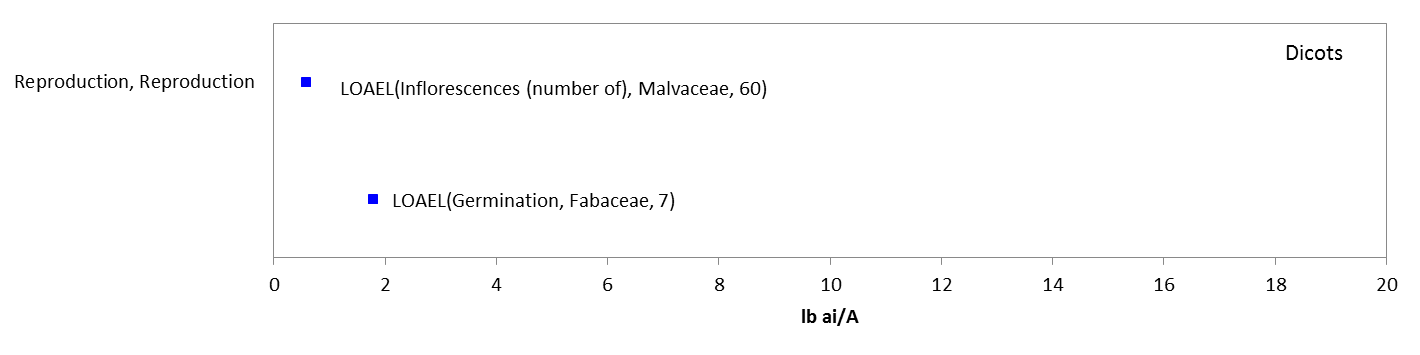 Dicots
Reproduction, Reproduction
LOAEL(Inflorescences (number of), Malvaceae, 60)
LOAEL(Germination, Fabaceae, 7)
0 2 4 6 8 10 12 14 16 18 20
lb ai/A